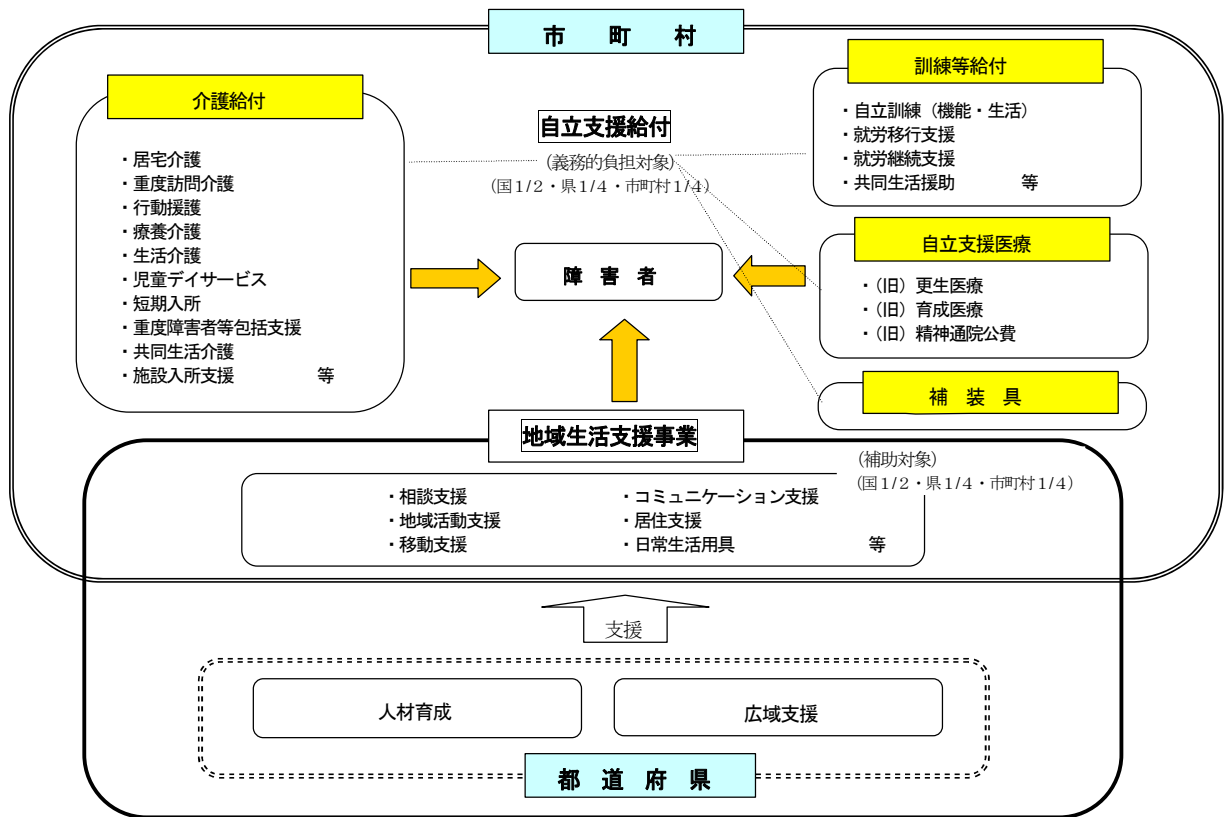 市　町　村
介護給付
・居宅介護
・重度訪問介護
・行動援護
・療養介護
・生活介護
・児童デイサービス
・短期入所
・重度障害者等包括支援
・共同生活介護
・施設入所支援　　　　等
自立支援給付
(義務的負担対象)
(国1/2・県1/4・市町村1/4)
障　害　者
訓練等給付
・自立訓練（機能・生活）
・就労移行支援
・就労継続支援
・共同生活援助　　　　等
自立支援医療
・（旧）更生医療
・（旧）育成医療
・（旧）精神通院公費
補　装　具
地域生活支援事業
(補助対象)
(国1/2・県1/4・市町村1/4)
・相談支援
・地域活動支援
・移動支援
・コミュニケーション支援
・居住支援
・日常生活用具　　　　等
支援
人材育成
広域支援
都　道　府　県